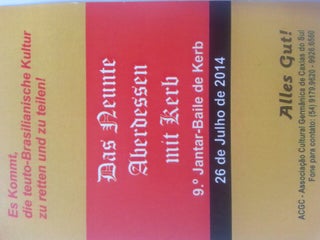 Es Kommt,
die teuto-Brasilianische Kultur
zu retten und zu teilen!
Das Neunte
Aberdessen
mit Kerb
9.º Jantar-Baile de Kerb
26 de Julho de 2014
Alles Gut!
ACGC - Associação Cultural Germânica de Caxias do Sul
Fone para contato: (54) 9179.9620 - 9926.6560